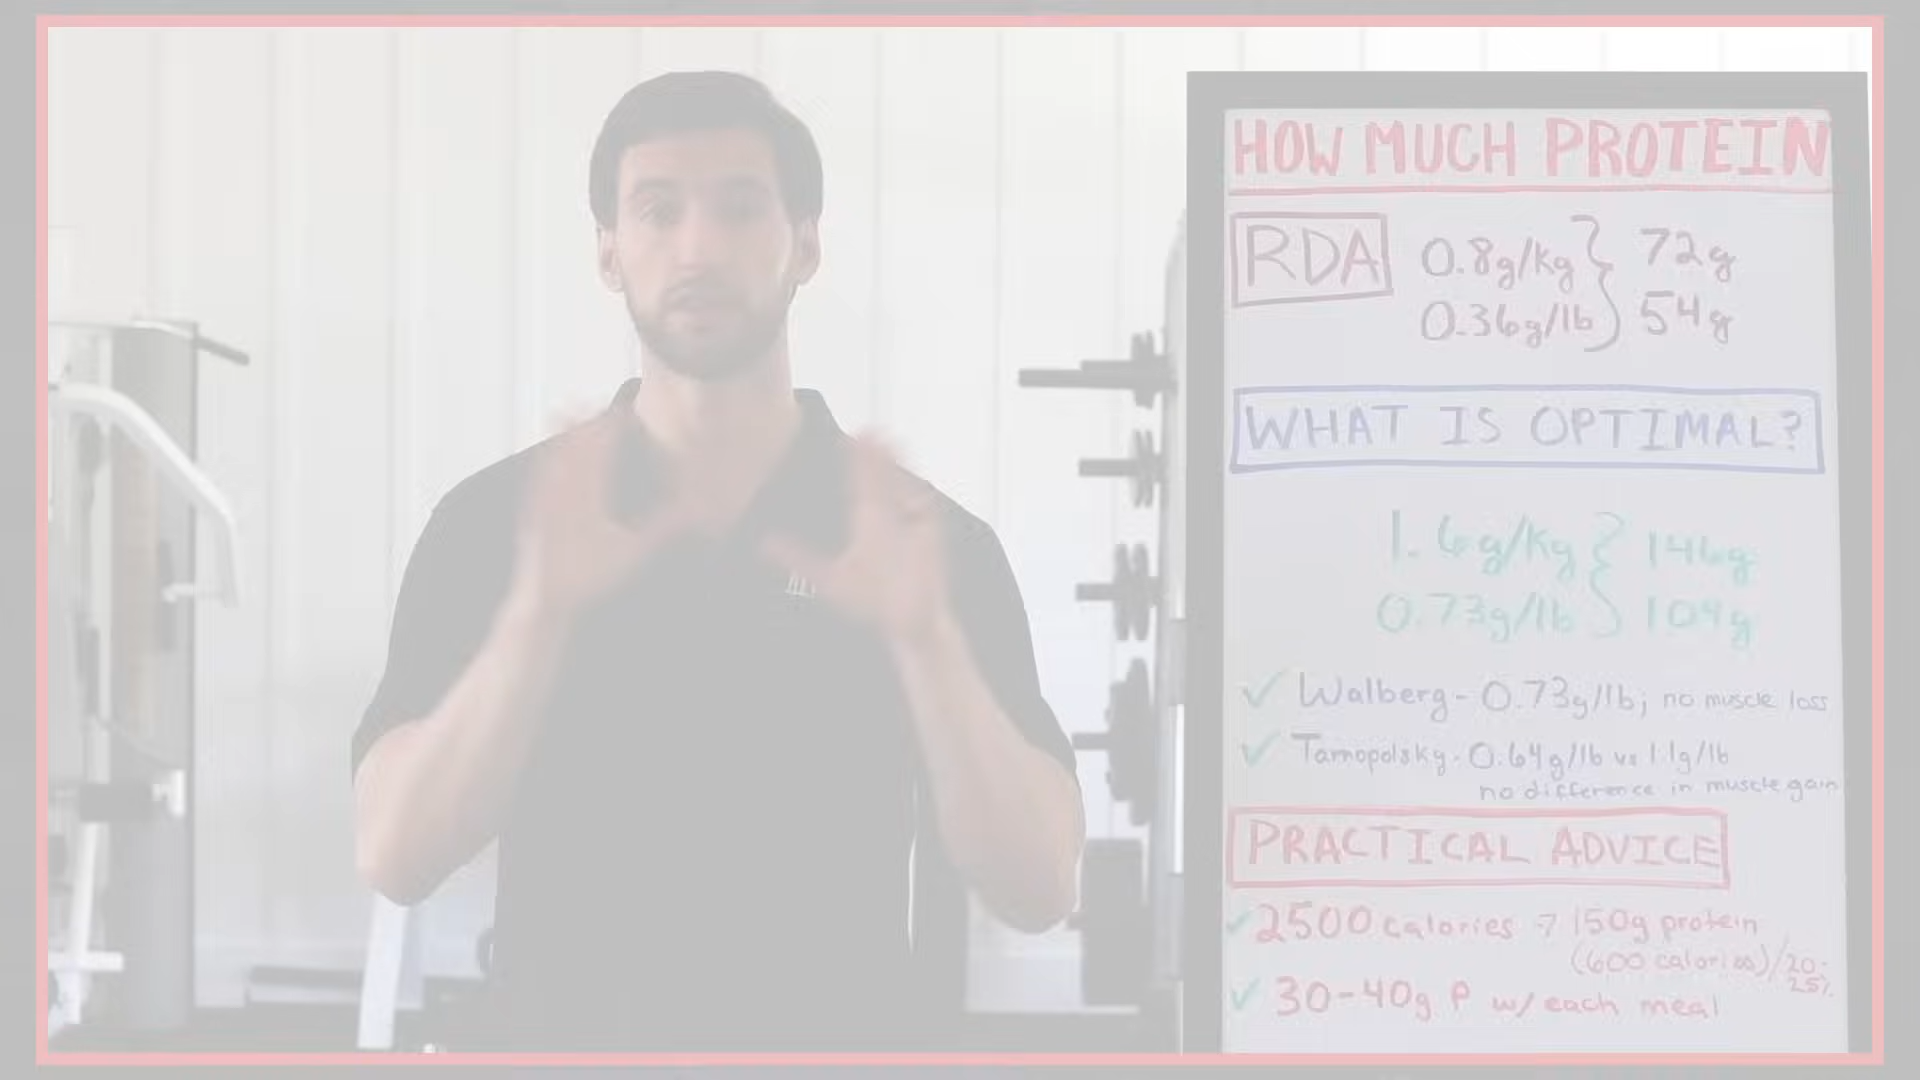 HOW MUCH PROTEIN
RDA 0.8g/kg } 72g
0.36g/lb } 54g
WHAT IS OPTIMAL?
1.6g/kg } 146g
0.73g/lb } 109g
✓ Walberg - 0.73g/lb; no muscle loss
✓ Tarnopolsky - 0.64g/lb vs 1.1g/lb
no difference in muscle gain
PRACTICAL ADVICE
✓ 2500 calories → 150g protein
(600 calories)/20-
25%
✓ 30-40g P w/ each meal